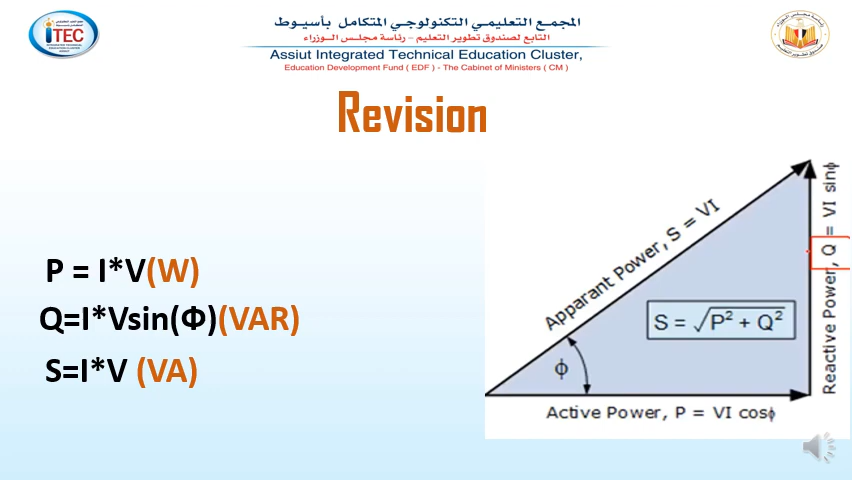 المجمع التعليمي التكنولوجي المتكامل بأسيوط
التابع لصندوق تطوير التعليم - رئاسة مجلس الوزراء
Assiut Integrated Technical Education Cluster,
Education Development Fund ( EDF ) - The Cabinet of Ministers ( CM )
iTEC
Revision
P = I*V(W)
Q=I*Vsin(Φ)(VAR)
S=I*V (VA)
Apparant Power, S = VI
S = √P² + Q²
ϕ
Active Power, P = VI cosϕ
Reactive Power, Q = VI sinϕ